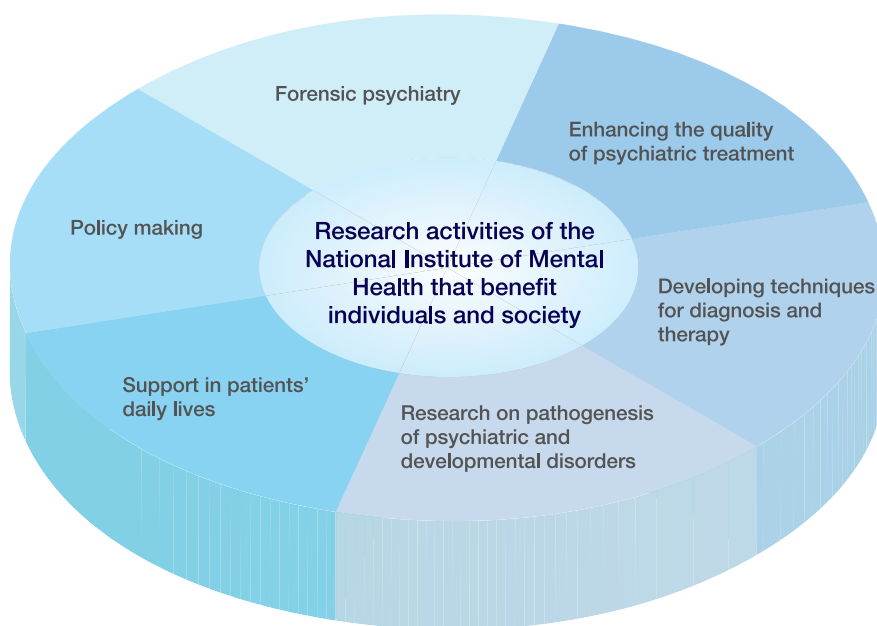 Forensic psychiatry
Enhancing the quality
of psychiatric treatment
Policy making
Research activities of the
National Institute of Mental
Health that benefit
individuals and society
Developing techniques
for diagnosis and
therapy
Support in patients’
daily lives
Research on pathogenesis
of psychiatric and
developmental disorders